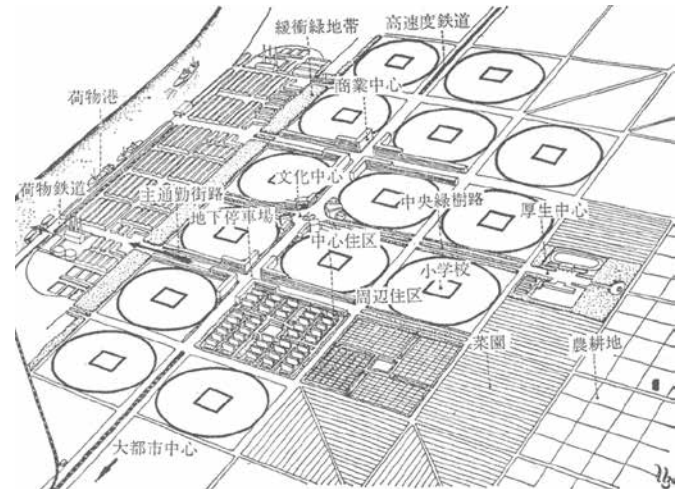 緩衝緑地帯
高速度鉄道
商業中心
荷物港
文化中心
荷物鉄道
主通勤街路
地下停車場
中央緑樹路
厚生中心
中心住区
小学校
周辺住区
菜園
農耕地
大都市中心